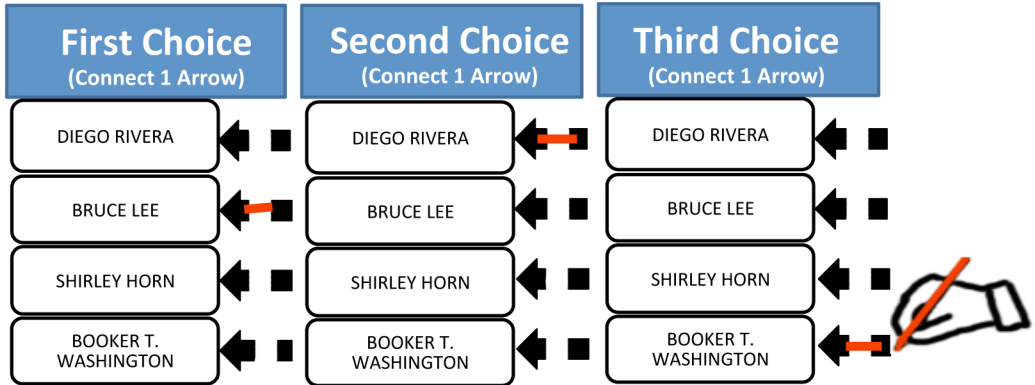 First Choice
(Connect 1 Arrow)
DIEGO RIVERA
BRUCE LEE
SHIRLEY HORN
BOOKER T.
WASHINGTON
Second Choice
(Connect 1 Arrow)
DIEGO RIVERA
BRUCE LEE
SHIRLEY HORN
BOOKER T.
WASHINGTON
Third Choice
(Connect 1 Arrow)
DIEGO RIVERA
BRUCE LEE
SHIRLEY HORN
BOOKER T.
WASHINGTON